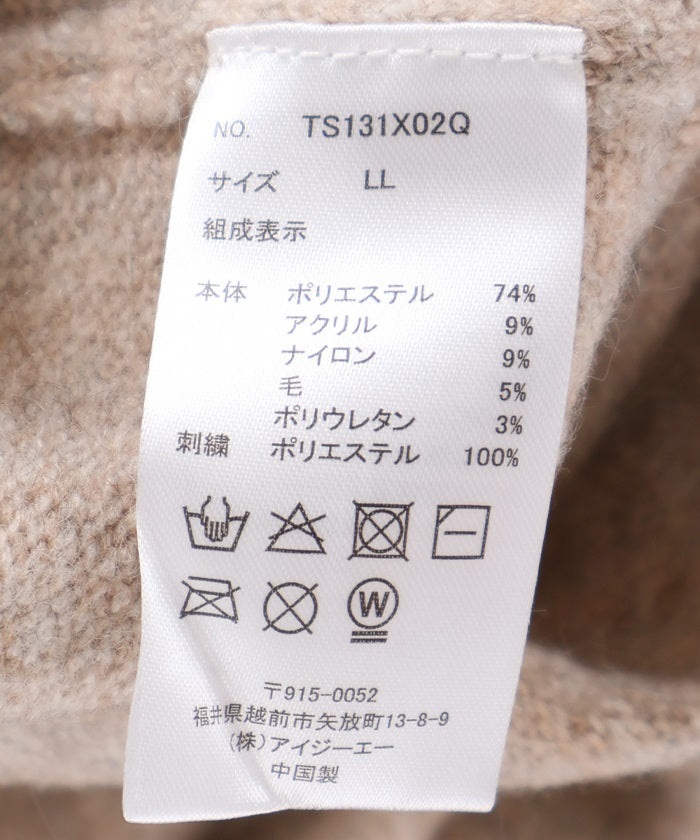 NO. TS131X02Q
サイズ LL
組成表示
本体 ポリエステル 74%
アクリル 9%
ナイロン 9%
毛 5%
ポリウレタン 3%
刺繍 ポリエステル 100%
W
〒915-0052
福井県越前市矢放町13-8-9
(株)アイジーエー
中国製